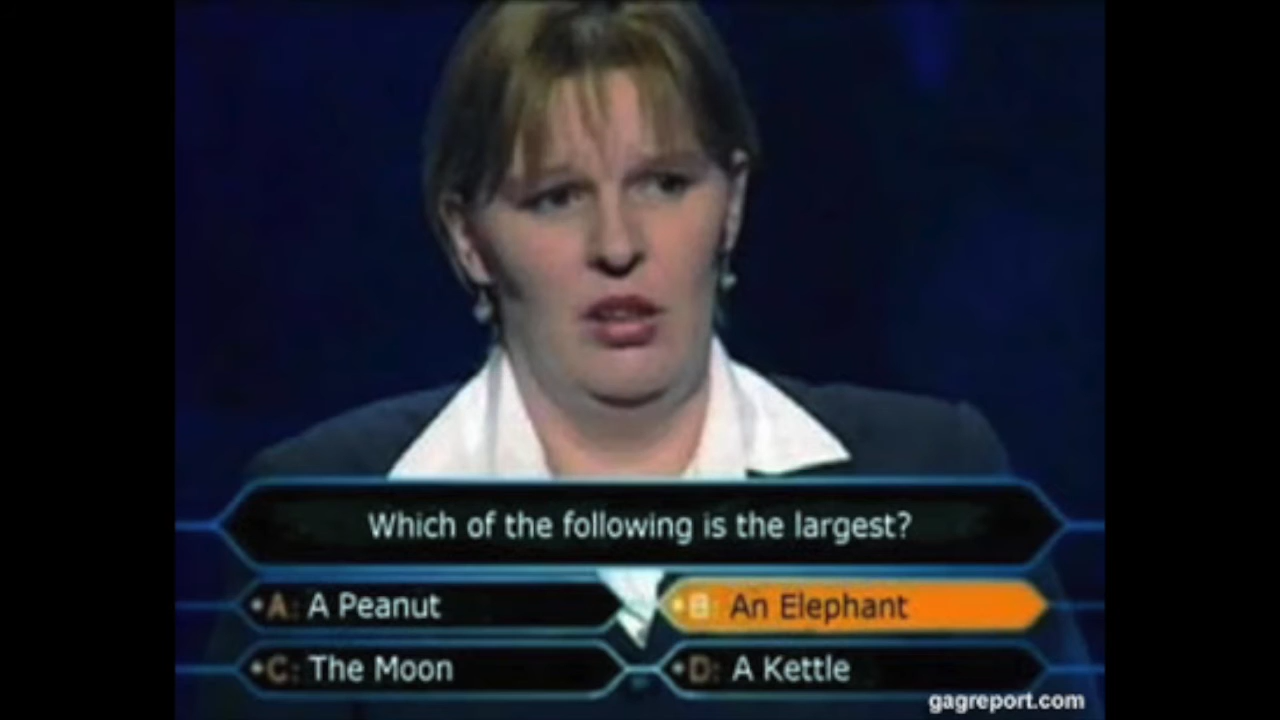 Which of the following is the largest?
A: A Peanut
B: An Elephant
C: The Moon
D: A Kettle
gagreport.com